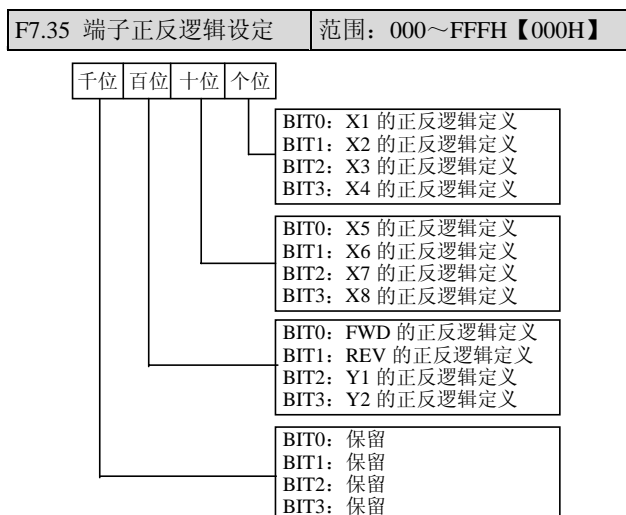 F7.35 端子正反逻辑设定 范围：000～FFFH【000H】
千位 百位 十位 个位
BIT0：X1 的正反逻辑定义
BIT1：X2 的正反逻辑定义
BIT2：X3 的正反逻辑定义
BIT3：X4 的正反逻辑定义
BIT0：X5 的正反逻辑定义
BIT1：X6 的正反逻辑定义
BIT2：X7 的正反逻辑定义
BIT3：X8 的正反逻辑定义
BIT0：FWD 的正反逻辑定义
BIT1：REV 的正反逻辑定义
BIT2：Y1 的正反逻辑定义
BIT3：Y2 的正反逻辑定义
BIT0：保留
BIT1：保留
BIT2：保留
BIT3：保留